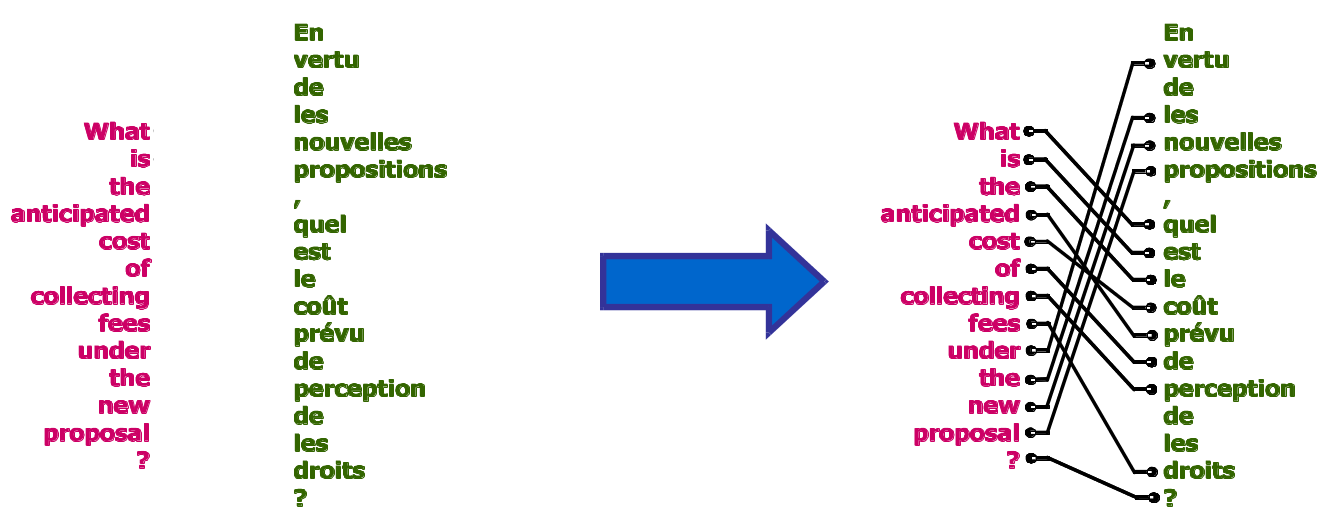 What
is
the
anticipated
cost
of
collecting
fees
under
the
new
proposal
?
En
vertu
de
les
nouvelles
propositions
,
quel
est
le
coût
prévu
de
perception
de
les
droits
?
What
is
the
anticipated
cost
of
collecting
fees
under
the
new
proposal
?
En
vertu
de
les
nouvelles
propositions
,
quel
est
le
coût
prévu
de
perception
de
les
droits
?